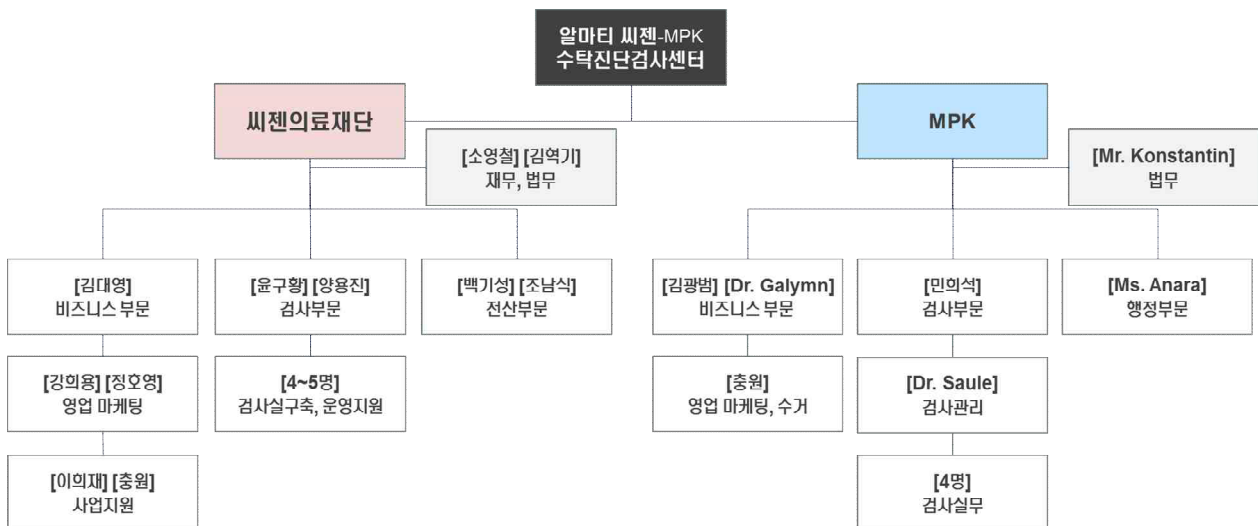 알마티 씨젠-MPK
수탁진단검사센터
씨젠의료재단
MPK
[소영철] [김혁기]
재무, 법무
[Mr. Konstantin]
법무
[김대영]
비즈니스 부문
[윤구황] [양용진]
검사부문
[백기성] [조남식]
전산부문
[김광범] [Dr. Galymn]
비즈니스 부문
[민희석]
검사부문
[Ms. Anara]
행정부문
[강희용] [정호영]
영업 마케팅
[4~5명]
검사실구축, 운영지원
[충원]
영업 마케팅, 수거
[Dr. Saule]
검사관리
[이희재] [충원]
사업지원
[4명]
검사실무